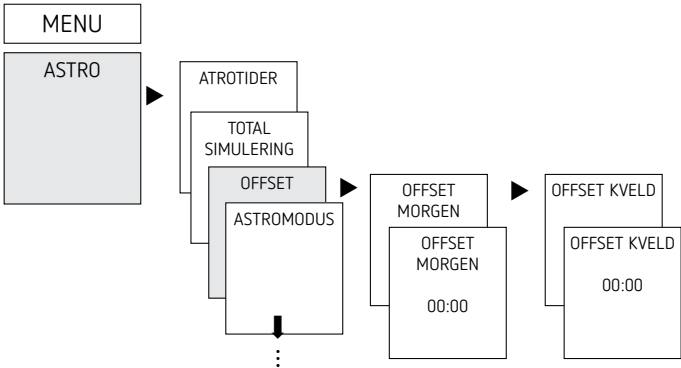 MENU
ASTRO
ATROTIDER
TOTAL
SIMULERING
OFFSET
ASTROMODUS
OFFSET
MORGEN
OFFSET
MORGEN
00:00
OFFSET KVELD
OFFSET KVELD
00:00